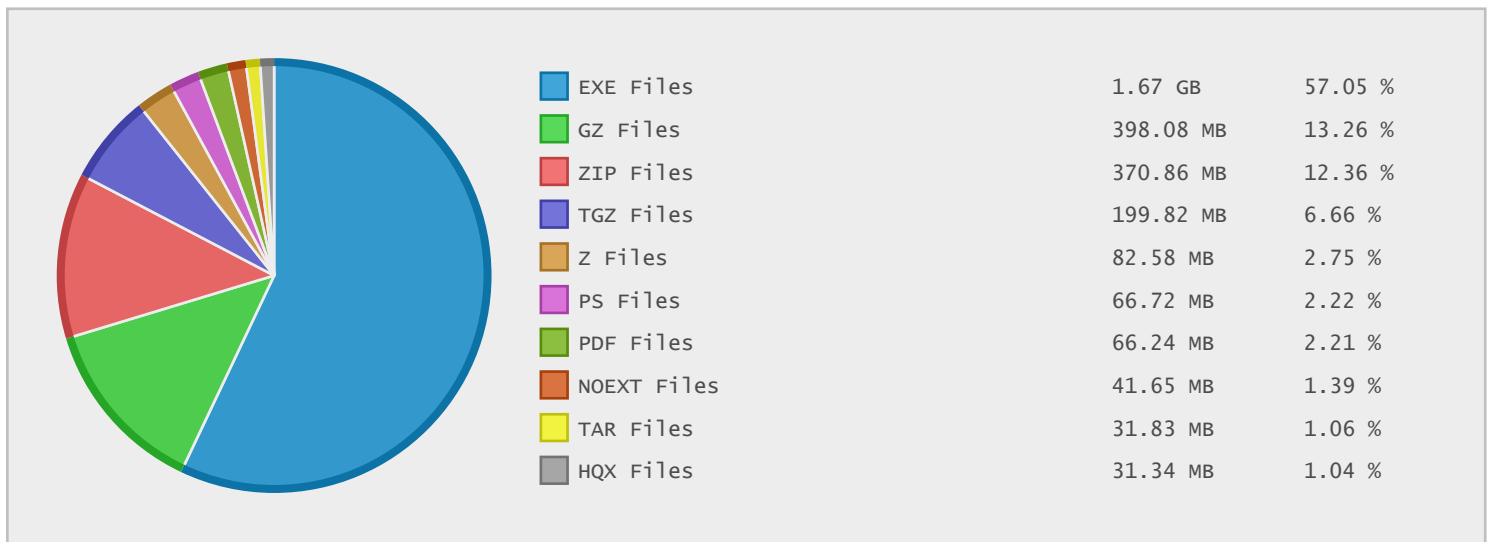 EXE Files 1.67 GB 57.05 %
GZ Files 398.08 MB 13.26 %
ZIP Files 370.86 MB 12.36 %
TGZ Files 199.82 MB 6.66 %
Z Files 82.58 MB 2.75 %
PS Files 66.72 MB 2.22 %
PDF Files 66.24 MB 2.21 %
NOEXT Files 41.65 MB 1.39 %
TAR Files 31.83 MB 1.06 %
HQX Files 31.34 MB 1.04 %